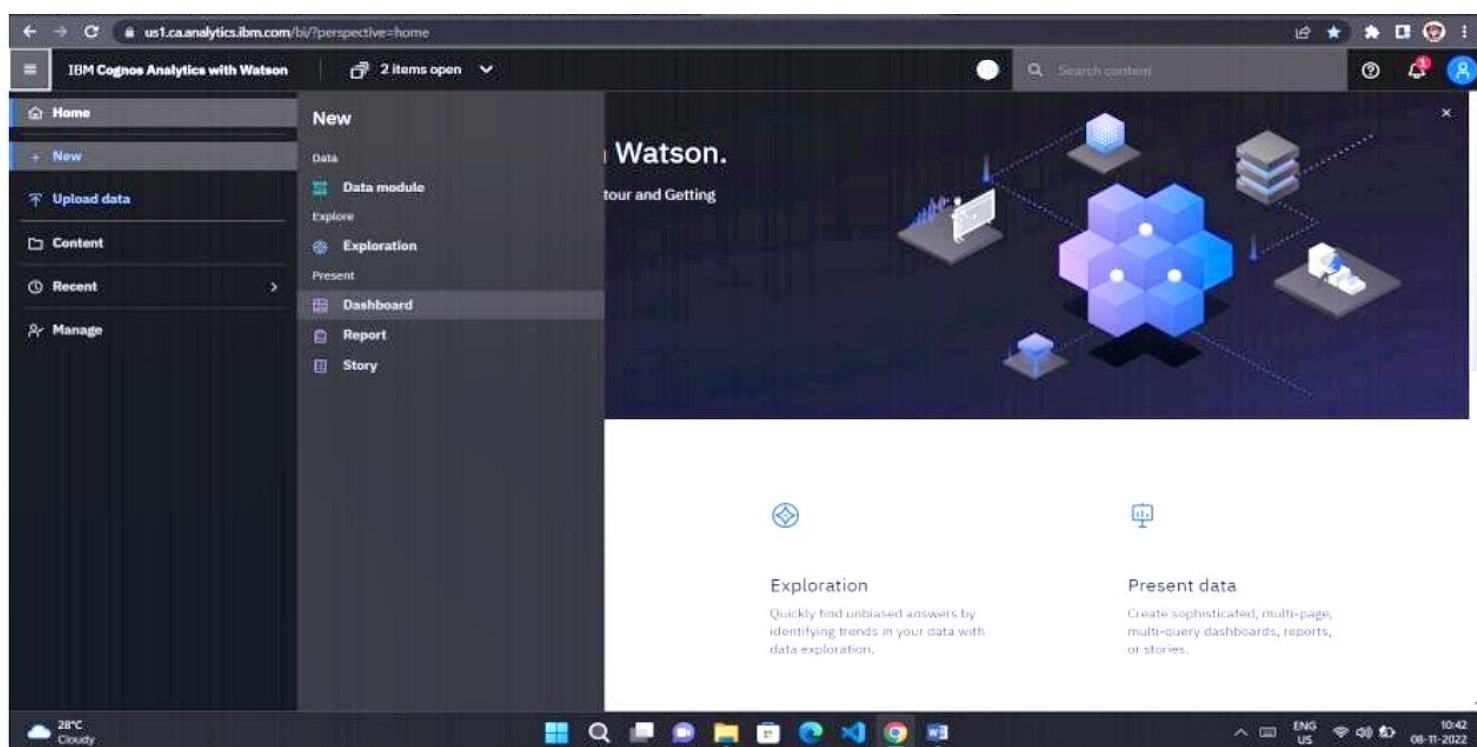 us1.ca.analytics.ibm.com/bi/?perspective=home
IBM Cognos Analytics with Watson
2 items open
Search content
1
Home
New
Upload data
Content
Recent
Manage
New
Data
Data module
Explore
Exploration
Present
Dashboard
Report
Story
Watson.
tour and Getting
Exploration
Quickly find unbiased answers by
identifying trends in your data with
data exploration.
Present data
Create sophisticated, multi-page,
multi-query dashboards, reports,
or stories.
28°C
Cloudy
ENG
US
10:42
08-11-2022